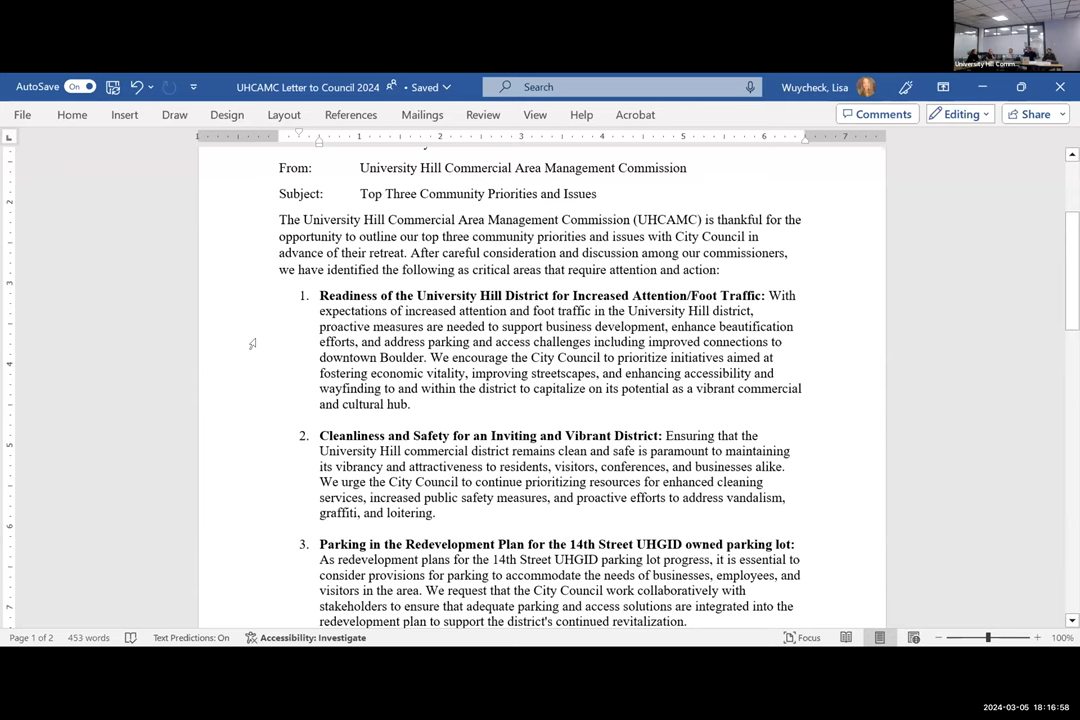 University Hill Comm...
AutoSave On
UHCAMC Letter to Council 2024 • Saved
Search
Wuycheck, Lisa
File Home Insert Draw Design Layout References Mailings Review View Help Acrobat
Comments Editing Share
1 1 2 3 4 5 6 7
From: University Hill Commercial Area Management Commission
Subject: Top Three Community Priorities and Issues
The University Hill Commercial Area Management Commission (UHCAMC) is thankful for the
opportunity to outline our top three community priorities and issues with City Council in
advance of their retreat. After careful consideration and discussion among our commissioners,
we have identified the following as critical areas that require attention and action:
1. Readiness of the University Hill District for Increased Attention/Foot Traffic: With
expectations of increased attention and foot traffic in the University Hill district,
proactive measures are needed to support business development, enhance beautification
efforts, and address parking and access challenges including improved connections to
downtown Boulder. We encourage the City Council to prioritize initiatives aimed at
fostering economic vitality, improving streetscapes, and enhancing accessibility and
wayfinding to and within the district to capitalize on its potential as a vibrant commercial
and cultural hub.
2. Cleanliness and Safety for an Inviting and Vibrant District: Ensuring that the
University Hill commercial district remains clean and safe is paramount to maintaining
its vibrancy and attractiveness to residents, visitors, conferences, and businesses alike.
We urge the City Council to continue prioritizing resources for enhanced cleaning
services, increased public safety measures, and proactive efforts to address vandalism,
graffiti, and loitering.
3. Parking in the Redevelopment Plan for the 14th Street UHGID owned parking lot:
As redevelopment plans for the 14th Street UHGID parking lot progress, it is essential to
consider provisions for parking to accommodate the needs of businesses, employees, and
visitors in the area. We request that the City Council work collaboratively with
stakeholders to ensure that adequate parking and access solutions are integrated into the
redevelopment plan to support the district's continued revitalization.
2
3
4
5
6
7
Page 1 of 2 453 words Text Predictions: On Accessibility: Investigate Focus 100%
2024-03-05 18:16:58